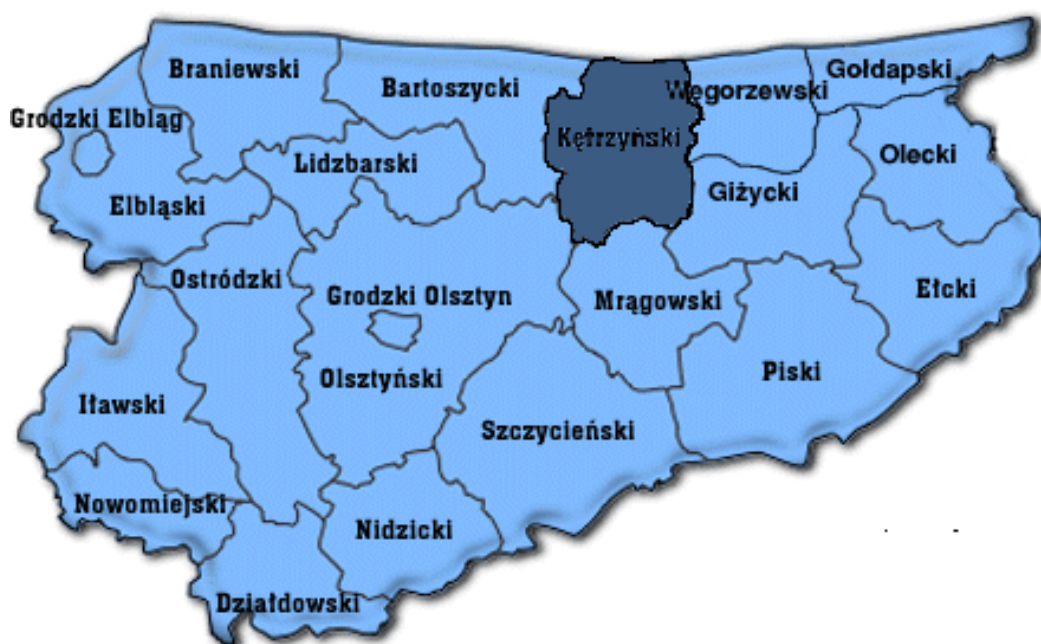 Braniewski
Bartoszycki
Węgorzewski
Gołdapski
Grodzki Elbląg
Kętrzyński
Lidzbarski
Olecki
Elbląski
Giżycki
Ostródzki
Grodzki Olsztyn
Mrągowski
Ełcki
Olsztyński
Piski
Iławski
Szczycieński
Nowomiejski
Nidzicki
Działdowski